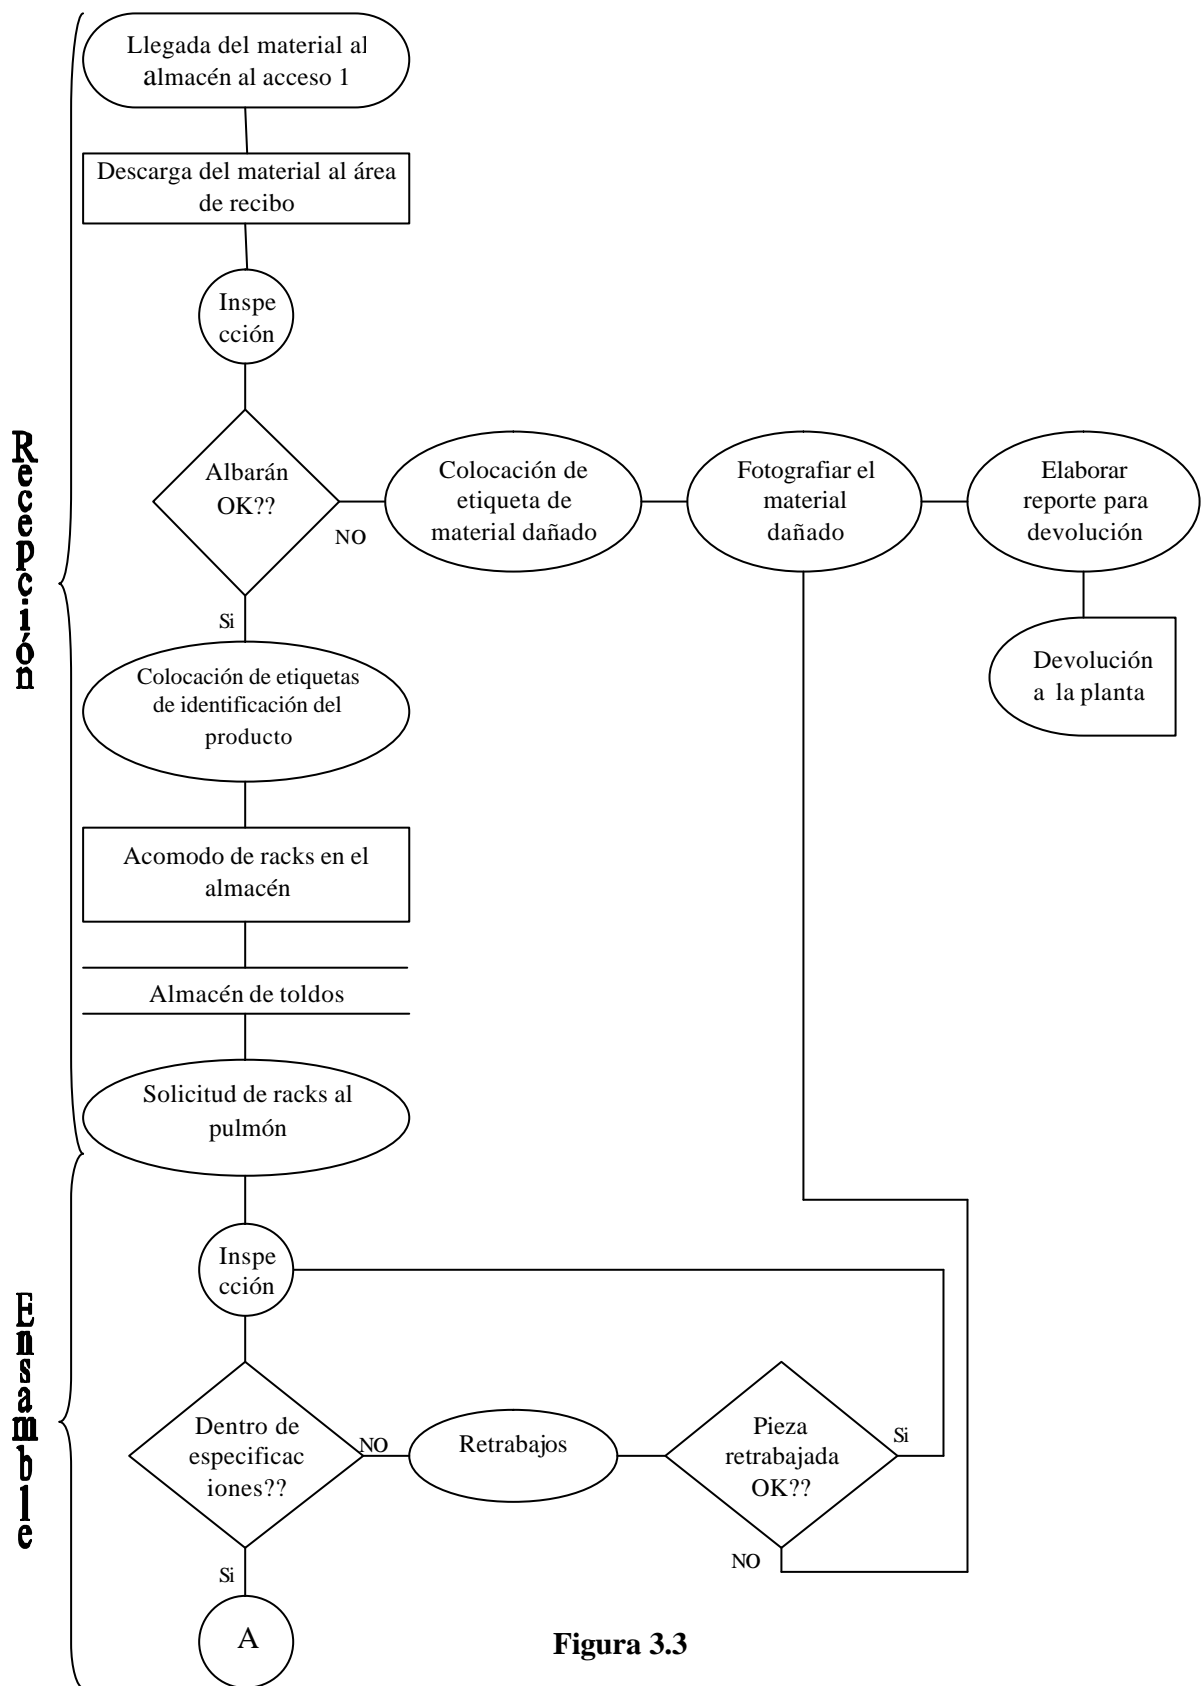 Llegada del material al
almacén al acceso 1
Descarga del material al área
de recibo
Inspe
cción
Albarán
OK??
NO
Colocación de
etiqueta de
material dañado
Fotografiar el
material
dañado
Elaborar
reporte para
devolución
Devolución
a la planta
Si
Colocación de etiquetas
de identificación del
producto
Acomodo de racks en el
almacén
Almacén de toldos
Solicitud de racks al
pulmón
Recepción
Inspe
cción
Dentro de
especificac
iones??
NO
Retrabajos
Pieza
retrabajada
OK??
Si
NO
Si
A
Ensamble
Figura 3.3